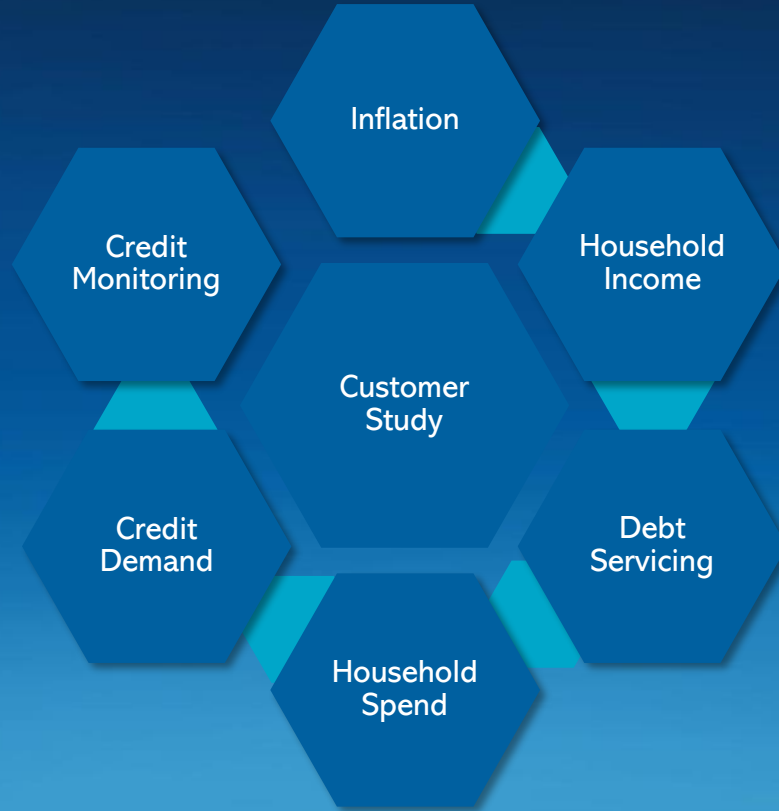 Inflation
Household
Income
Debt
Servicing
Household
Spend
Credit
Demand
Credit
Monitoring
Customer
Study